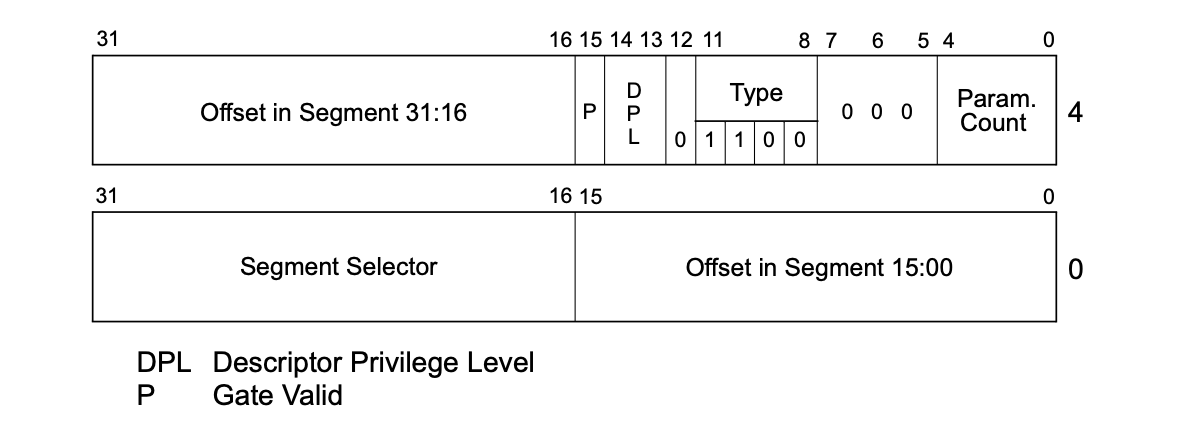 31 16 15 14 13 12 11 8 7 6 5 4 0
Offset in Segment 31:16 P D P L 0 Type 1 1 0 0 0 0 0 Param. Count 4
31 16 15 0
Segment Selector Offset in Segment 15:00 0
DPL Descriptor Privilege Level
P Gate Valid